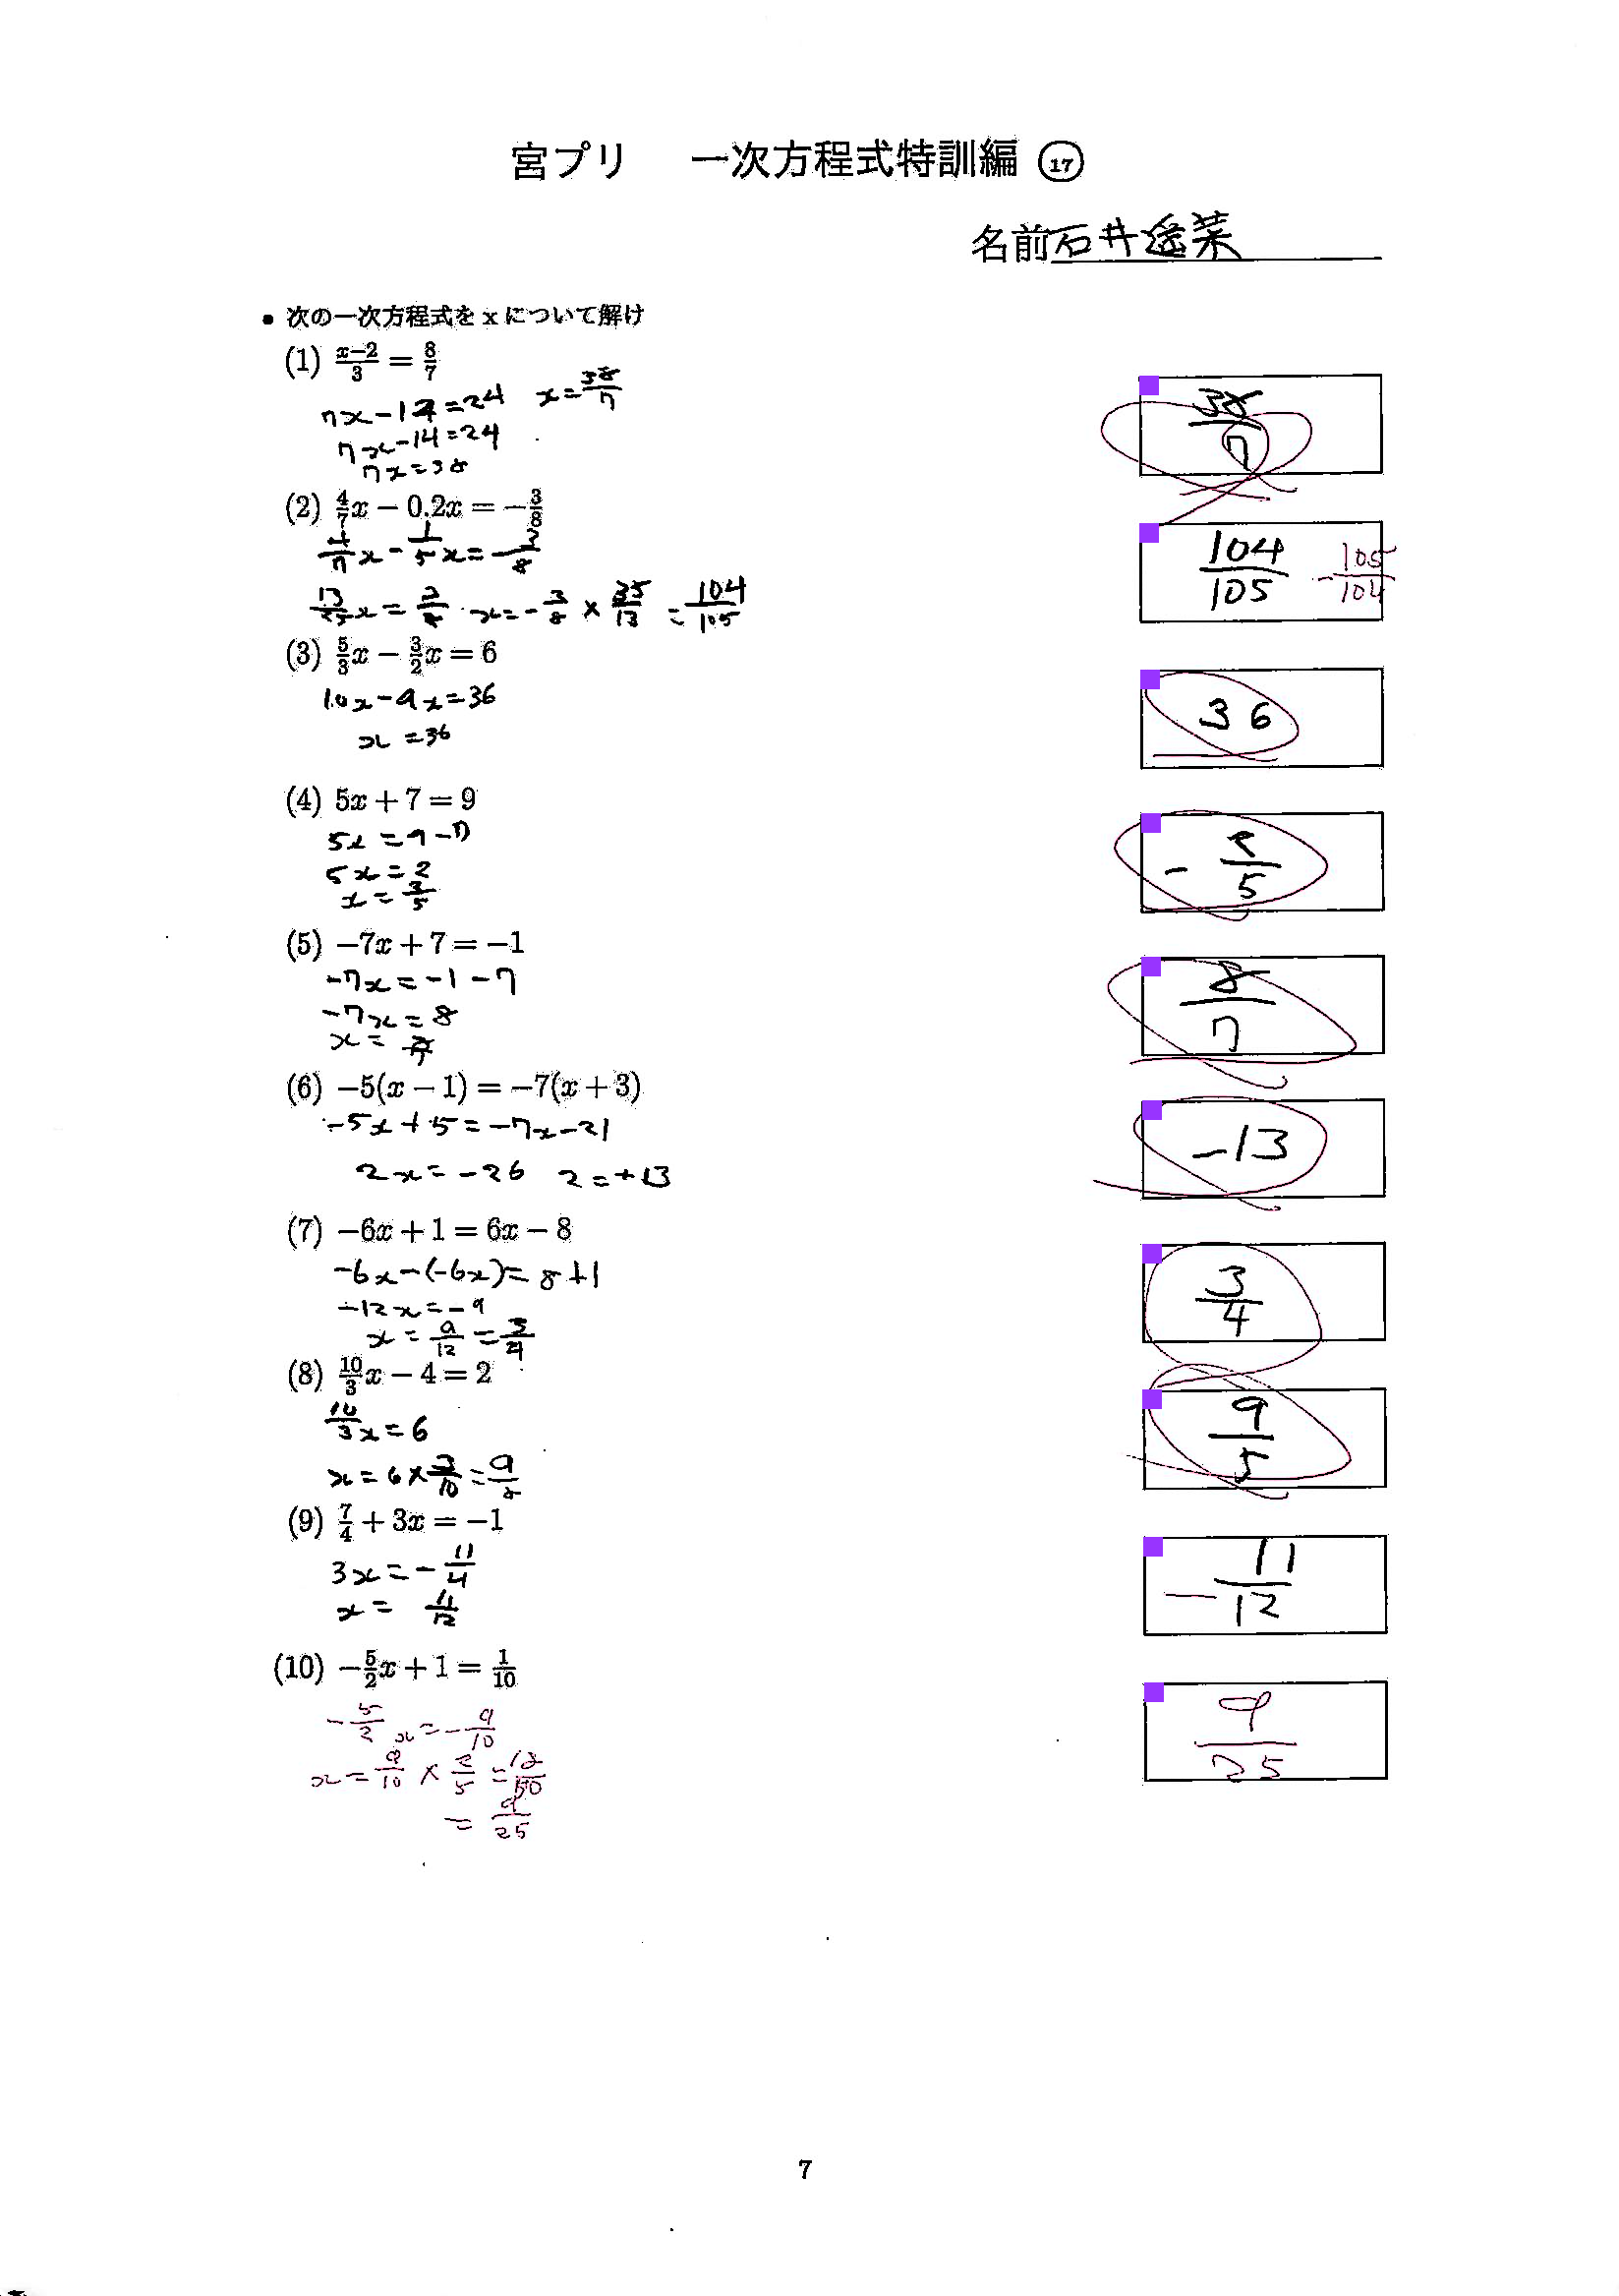 宮プリ 一次方程式特訓編 ⑰
名前 石井遥菜
• 次の一次方程式を x について解け
(1) \frac{x-2}{3} = \frac{8}{7}
7x-14=24 x=\frac{38}{7}
7x-14=24
7x=38
\frac{38}{7}
(2) \frac{4}{7}x - 0.2x = -\frac{3}{8}
\frac{4}{7}x-\frac{1}{5}x=-\frac{3}{8}
\frac{13}{35}x=\frac{3}{8} x=-\frac{3}{8}×\frac{35}{13}=\frac{104}{105}
\frac{104}{105} -\frac{105}{104}
(3) \frac{5}{3}x - \frac{3}{2}x = 6
10x-9x=36
x=36
36
(4) 5x + 7 = 9
5x=9-7
5x=2
x=\frac{2}{5}
-\frac{2}{5}
(5) -7x + 7 = -1
-7x=-1-7
-7x=8
x=\frac{8}{7}
\frac{8}{7}
(6) -5(x - 1) = -7(x + 3)
-5x+5=-7x-21
2x=-26 2=+13
-13
(7) -6x + 1 = 6x - 8
-6x-(-6x)=8+1
-12x=-9
x=\frac{9}{12}=\frac{3}{4}
\frac{3}{4}
(8) \frac{10}{3}x - 4 = 2
\frac{10}{3}x=6
x=6×\frac{3}{10}=\frac{9}{5}
\frac{9}{5}
(9) \frac{7}{4} + 3x = -1
3x=-\frac{11}{4}
x= \frac{11}{12}
-\frac{11}{12}
(10) -\frac{5}{2}x + 1 = \frac{1}{10}
-\frac{5}{2}x=-\frac{9}{10}
x=\frac{9}{10}×\frac{2}{5}=\frac{18}{50}
=\frac{9}{25}
\frac{9}{25}
7